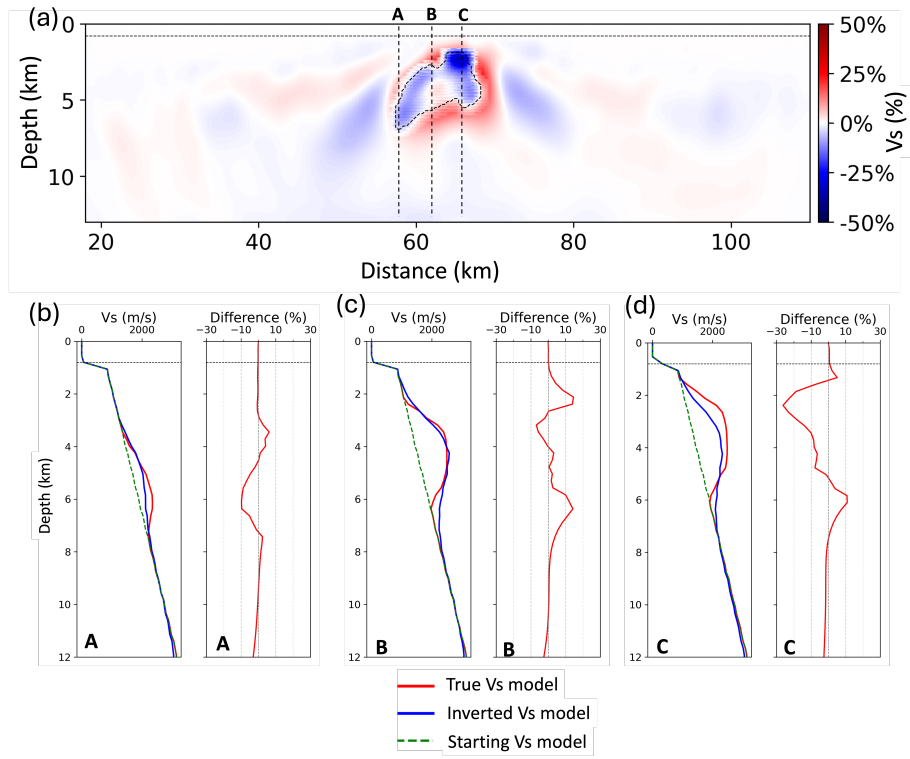 (a)
A B C
0
5
10
Depth (km)
20 40 60 80 100
Distance (km)
50%
25%
0%
-25%
-50%
Vs (%)
(b)
Vs (m/s)
0 2000
Difference (%)
−30 −10 10 30
0
2
4
6
8
10
12
Depth (km)
A
A
(c)
Vs (m/s)
0 2000
Difference (%)
−30 −10 10 30
0
2
4
6
8
10
12
B
B
(d)
Vs (m/s)
0 2000
Difference (%)
−30 −10 10 30
0
2
4
6
8
10
12
C
C
True Vs model
Inverted Vs model
Starting Vs model